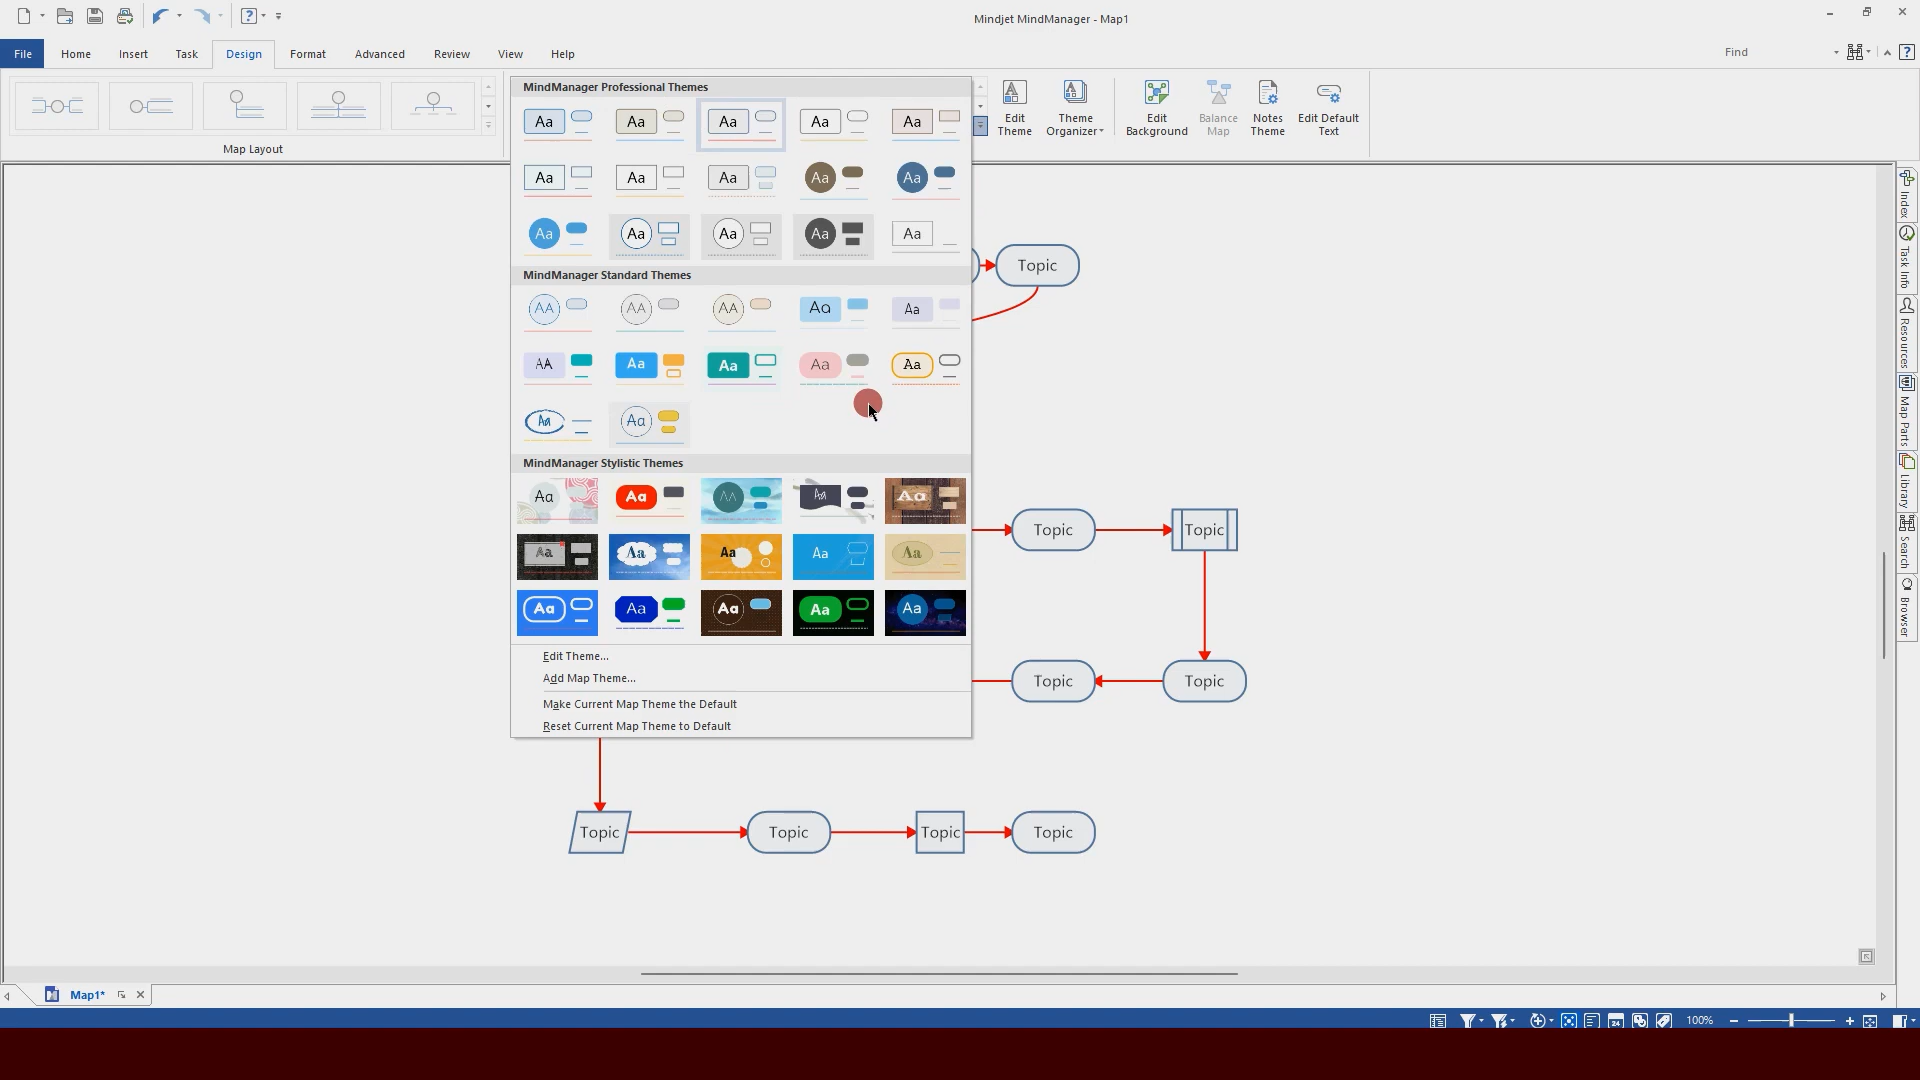 Mindjet MindManager - Map1
File
Home
Insert
Task
Design
Format
Advanced
Review
View
Help
Find
Map Layout
Edit Theme
Theme Organizer
Edit Background
Balance Map
Notes Theme
Edit Default Text
MindManager Professional Themes
Aa Aa Aa Aa Aa
Aa Aa Aa Aa Aa
Aa Aa Aa Aa Aa
MindManager Standard Themes
AA AA AA Aa Aa
AA Aa Aa Aa Aa
Aa Aa
MindManager Stylistic Themes
Aa Aa AA Aa Aa
Aa Aa Aa Aa Aa
Aa Aa Aa Aa Aa
Edit Theme...
Add Map Theme...
Make Current Map Theme the Default
Reset Current Map Theme to Default
Topic
Topic
Topic
Topic
Topic
Topic
Topic
Topic
Topic
Index
Task Info
Resources
Map Parts
Library
Search
Browser
Map1*
24
100%